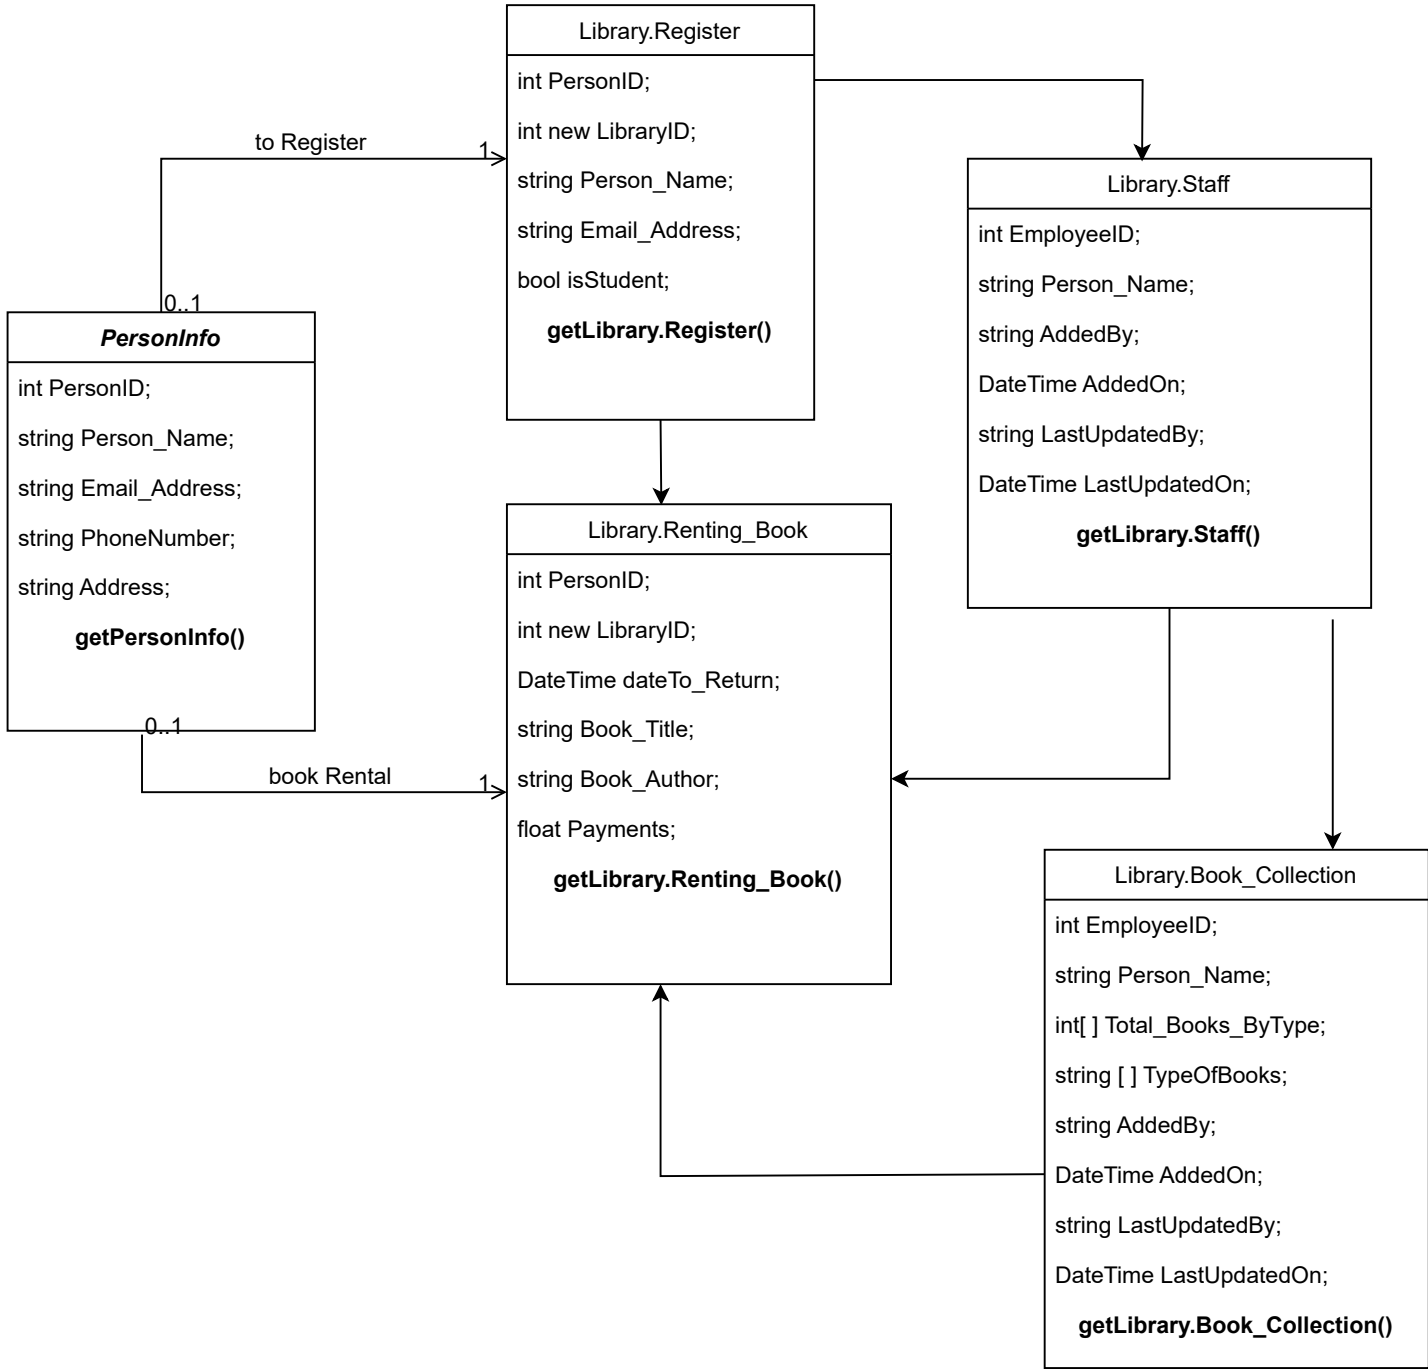 Library.Register
int PersonID;
int new LibraryID;
string Person_Name;
string Email_Address;
bool isStudent;
getLibrary.Register()
to Register
1
0..1
PersonInfo
int PersonID;
string Person_Name;
string Email_Address;
string PhoneNumber;
string Address;
getPersonInfo()
0..1
book Rental
1
Library.Staff
int EmployeeID;
string Person_Name;
string AddedBy;
DateTime AddedOn;
string LastUpdatedBy;
DateTime LastUpdatedOn;
getLibrary.Staff()
Library.Renting_Book
int PersonID;
int new LibraryID;
DateTime dateTo_Return;
string Book_Title;
string Book_Author;
float Payments;
getLibrary.Renting_Book()
Library.Book_Collection
int EmployeeID;
string Person_Name;
int[ ] Total_Books_ByType;
string [ ] TypeOfBooks;
string AddedBy;
DateTime AddedOn;
string LastUpdatedBy;
DateTime LastUpdatedOn;
getLibrary.Book_Collection()